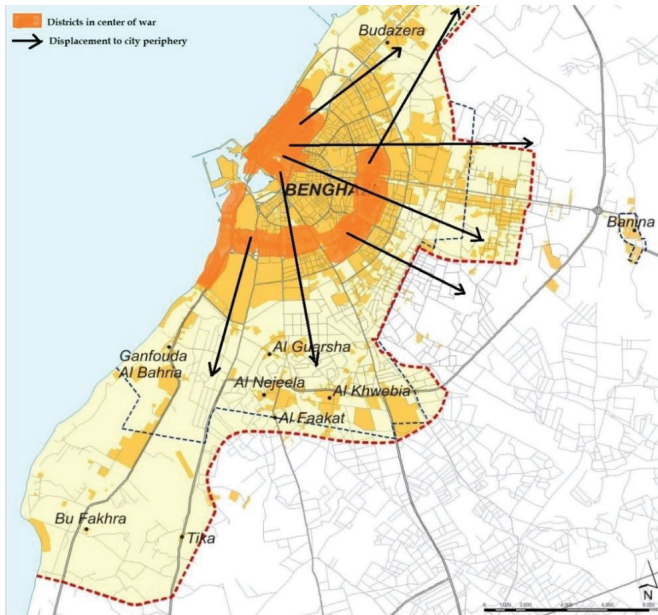 Districts in center of war
Displacement to city periphery
Budazera
BENGHA
Banina
Al Guarsha
Ganfouda
Al Bahria
Al Nejeela
Al Khwebia
Al Faakat
Bu Fakhra
Tika
N